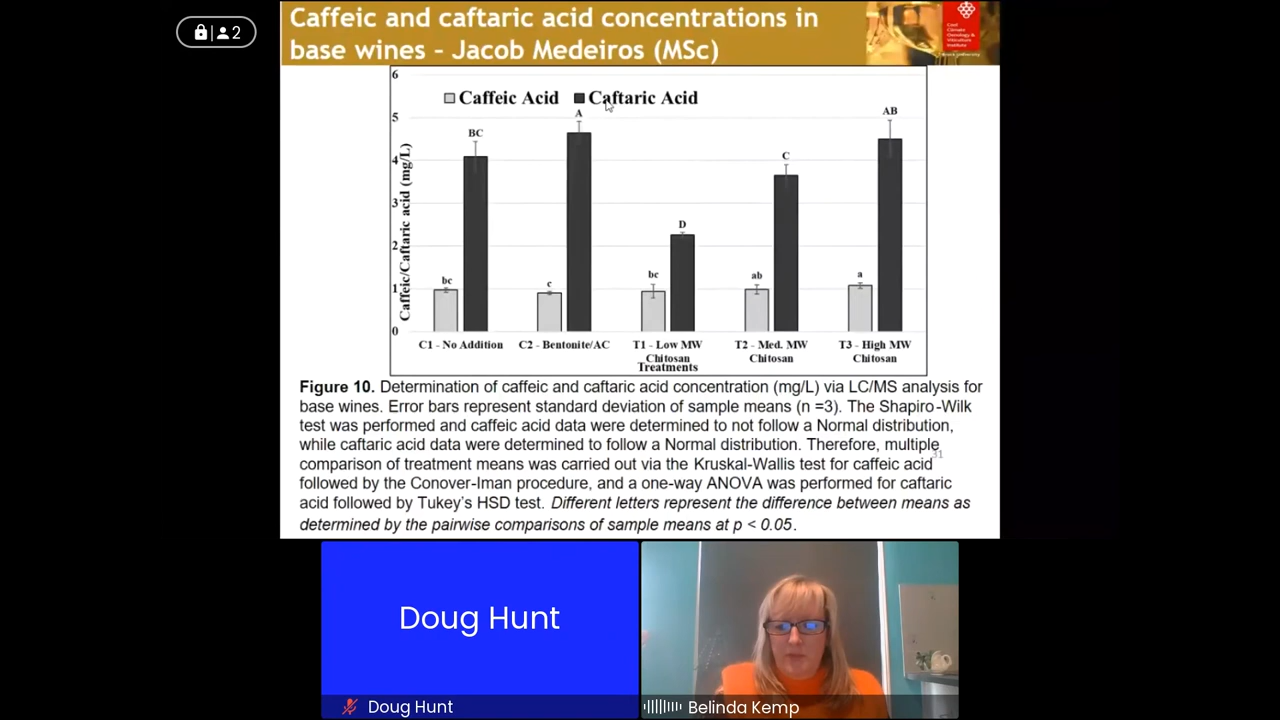 2
Caffeic and caftaric acid concentrations in
base wines - Jacob Medeiros (MSc)
Cool
Climate
Oenology &
Viticulture
Institute
Brock University
Caffeic Acid Caftaric Acid
Caffeic/Caftaric acid (mg/L)
6
5
4
3
2
1
0
bc BC
c A
bc D
ab C
a AB
C1 - No Addition C2 - Bentonite/AC T1 - Low MW T2 - Med. MW T3 - High MW
Chitosan Chitosan Chitosan
Treatments
Figure 10. Determination of caffeic and caftaric acid concentration (mg/L) via LC/MS analysis for
base wines. Error bars represent standard deviation of sample means (n =3). The Shapiro-Wilk
test was performed and caffeic acid data were determined to not follow a Normal distribution,
while caftaric acid data were determined to follow a Normal distribution. Therefore, multiple
31
comparison of treatment means was carried out via the Kruskal-Wallis test for caffeic acid
followed by the Conover-Iman procedure, and a one-way ANOVA was performed for caftaric
acid followed by Tukey's HSD test. Different letters represent the difference between means as
determined by the pairwise comparisons of sample means at p < 0.05.
Doug Hunt
Doug Hunt
Belinda Kemp